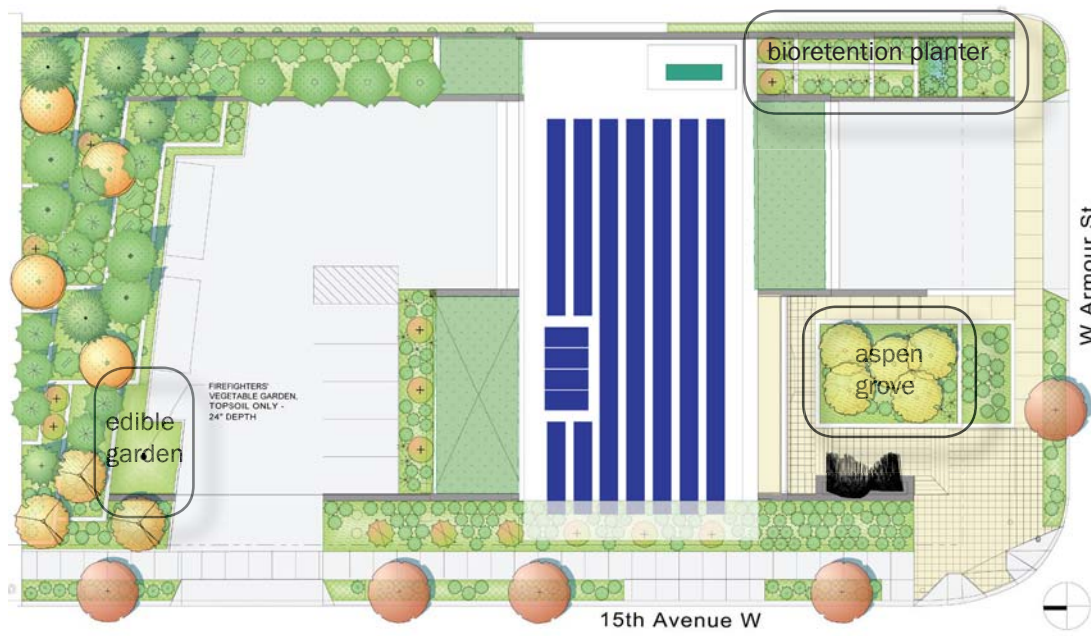 bioretention planter
W Armour St
aspen
grove
FIREFIGHTERS'
VEGETABLE GARDEN,
TOPSOIL ONLY -
24" DEPTH
edible
garden
15th Avenue W